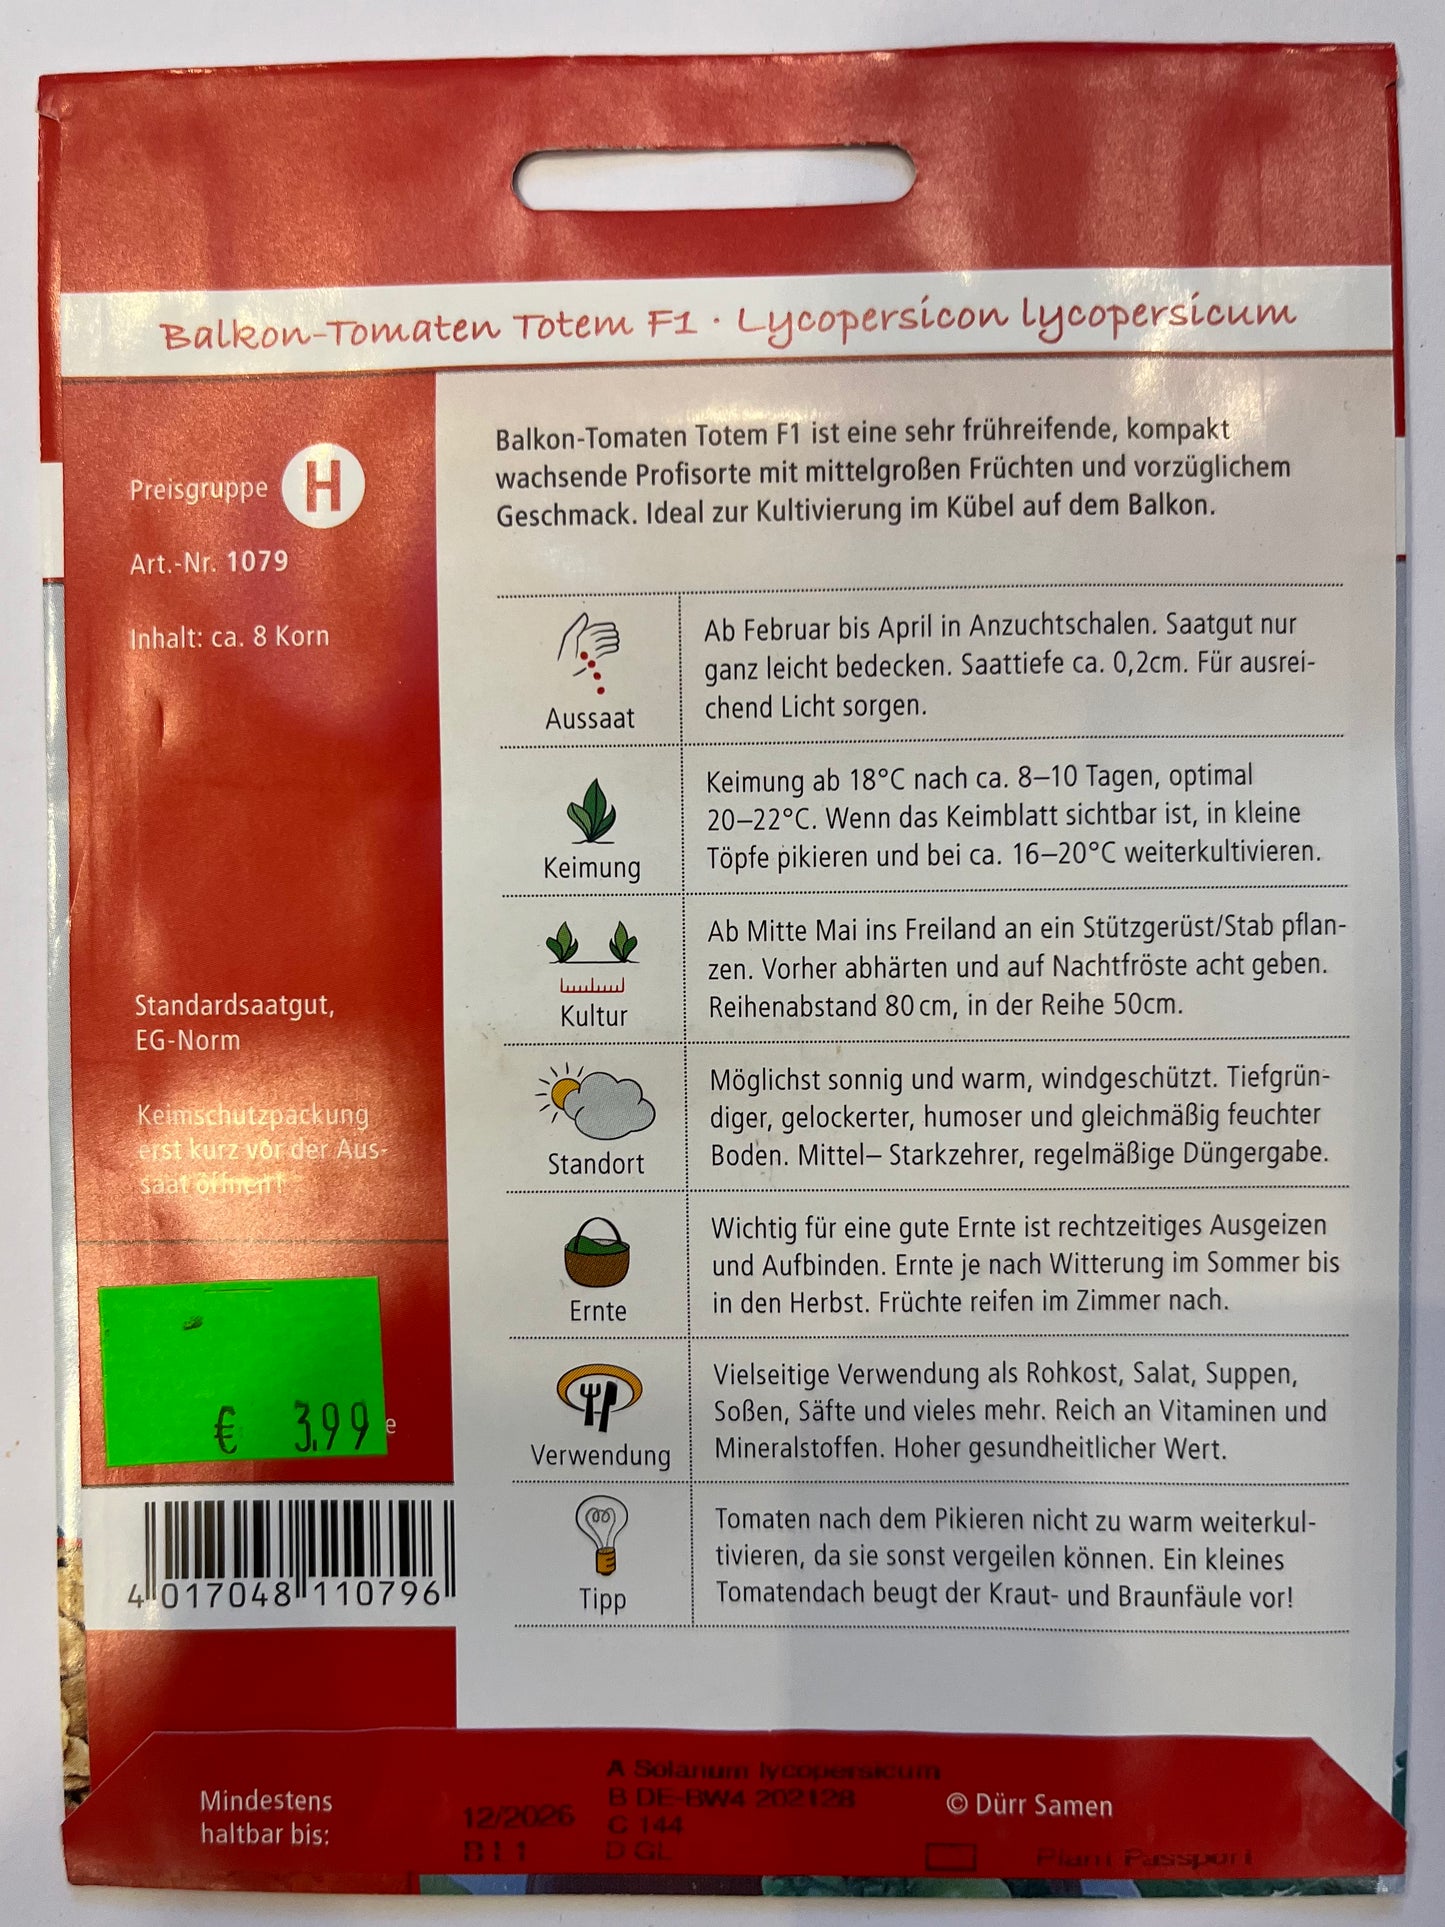 Balkon-Tomaten Totem F1 · Lycopersicon lycopersicum
Preisgruppe H
Art.-Nr. 1079
Inhalt: ca. 8 Korn
Standardsaatgut,
EG-Norm
Keimschutzpackung
erst kurz vor der Aus-
saat öffnen!
€ 3.99
e
4 017048 110796
Balkon-Tomaten Totem F1 ist eine sehr frühreifende, kompakt
wachsende Profisorte mit mittelgroßen Früchten und vorzüglichem
Geschmack. Ideal zur Kultivierung im Kübel auf dem Balkon.
Aussaat
Ab Februar bis April in Anzuchtschalen. Saatgut nur
ganz leicht bedecken. Saattiefe ca. 0,2cm. Für ausrei-
chend Licht sorgen.
Keimung
Keimung ab 18°C nach ca. 8–10 Tagen, optimal
20–22°C. Wenn das Keimblatt sichtbar ist, in kleine
Töpfe pikieren und bei ca. 16–20°C weiterkultivieren.
Kultur
Ab Mitte Mai ins Freiland an ein Stützgerüst/Stab pflan-
zen. Vorher abhärten und auf Nachtfröste acht geben.
Reihenabstand 80 cm, in der Reihe 50cm.
Standort
Möglichst sonnig und warm, windgeschützt. Tiefgrün-
diger, gelockerter, humoser und gleichmäßig feuchter
Boden. Mittel– Starkzehrer, regelmäßige Düngergabe.
Ernte
Wichtig für eine gute Ernte ist rechtzeitiges Ausgeizen
und Aufbinden. Ernte je nach Witterung im Sommer bis
in den Herbst. Früchte reifen im Zimmer nach.
Verwendung
Vielseitige Verwendung als Rohkost, Salat, Suppen,
Soßen, Säfte und vieles mehr. Reich an Vitaminen und
Mineralstoffen. Hoher gesundheitlicher Wert.
Tipp
Tomaten nach dem Pikieren nicht zu warm weiterkul-
tivieren, da sie sonst vergeilen können. Ein kleines
Tomatendach beugt der Kraut- und Braunfäule vor!
Mindestens
haltbar bis:
12/2026
A Solanum lycopersicum
B DE-BW4 202128
C 144
D GL
© Dürr Samen
Plant Passport